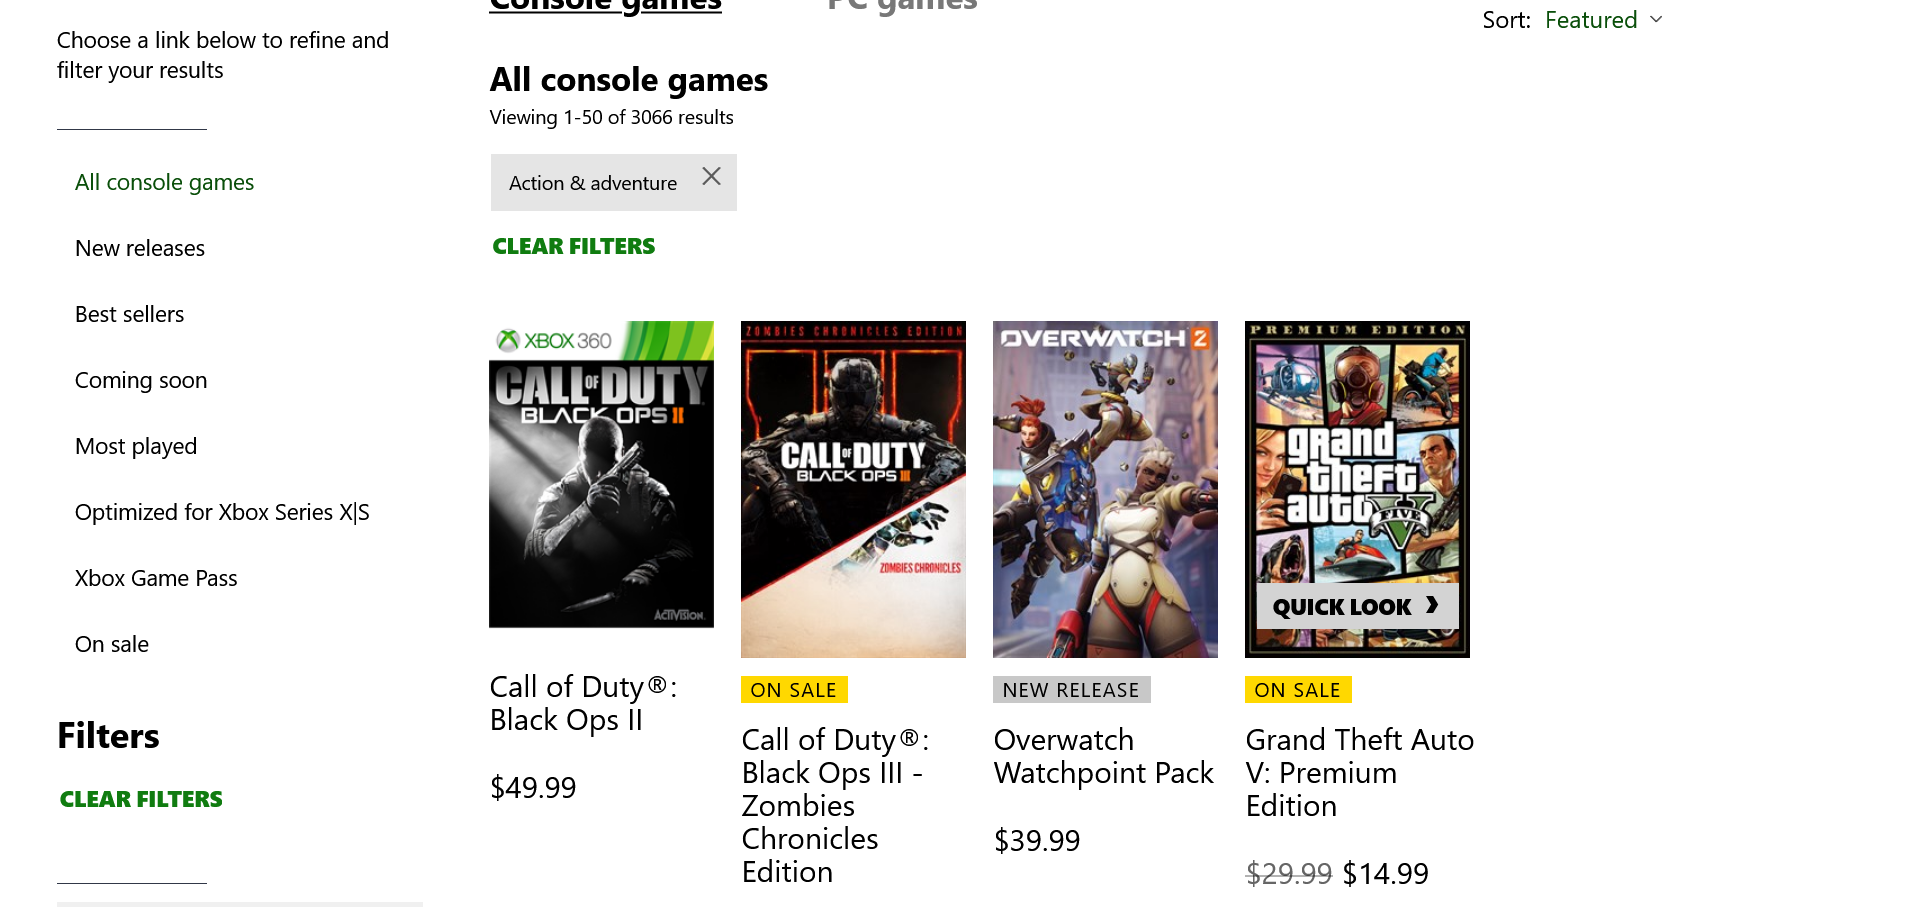 Console games
PC games
Sort: Featured
Choose a link below to refine and
filter your results
All console games
New releases
Best sellers
Coming soon
Most played
Optimized for Xbox Series X|S
Xbox Game Pass
On sale
Filters
CLEAR FILTERS
All console games
Viewing 1-50 of 3066 results
Action & adventure
CLEAR FILTERS
XBOX 360
CALL OF DUTY
BLACK OPS II
ACTIVISION.
Call of Duty®:
Black Ops II
$49.99
ZOMBIES CHRONICLES EDITION
CALL OF DUTY
BLACK OPS III
ZOMBIES CHRONICLES
ON SALE
Call of Duty®:
Black Ops III -
Zombies
Chronicles
Edition
OVERWATCH 2
NEW RELEASE
Overwatch
Watchpoint Pack
$39.99
PREMIUM EDITION
grand
theft
auto
V
FIVE
QUICK LOOK
ON SALE
Grand Theft Auto
V: Premium
Edition
$29.99 $14.99